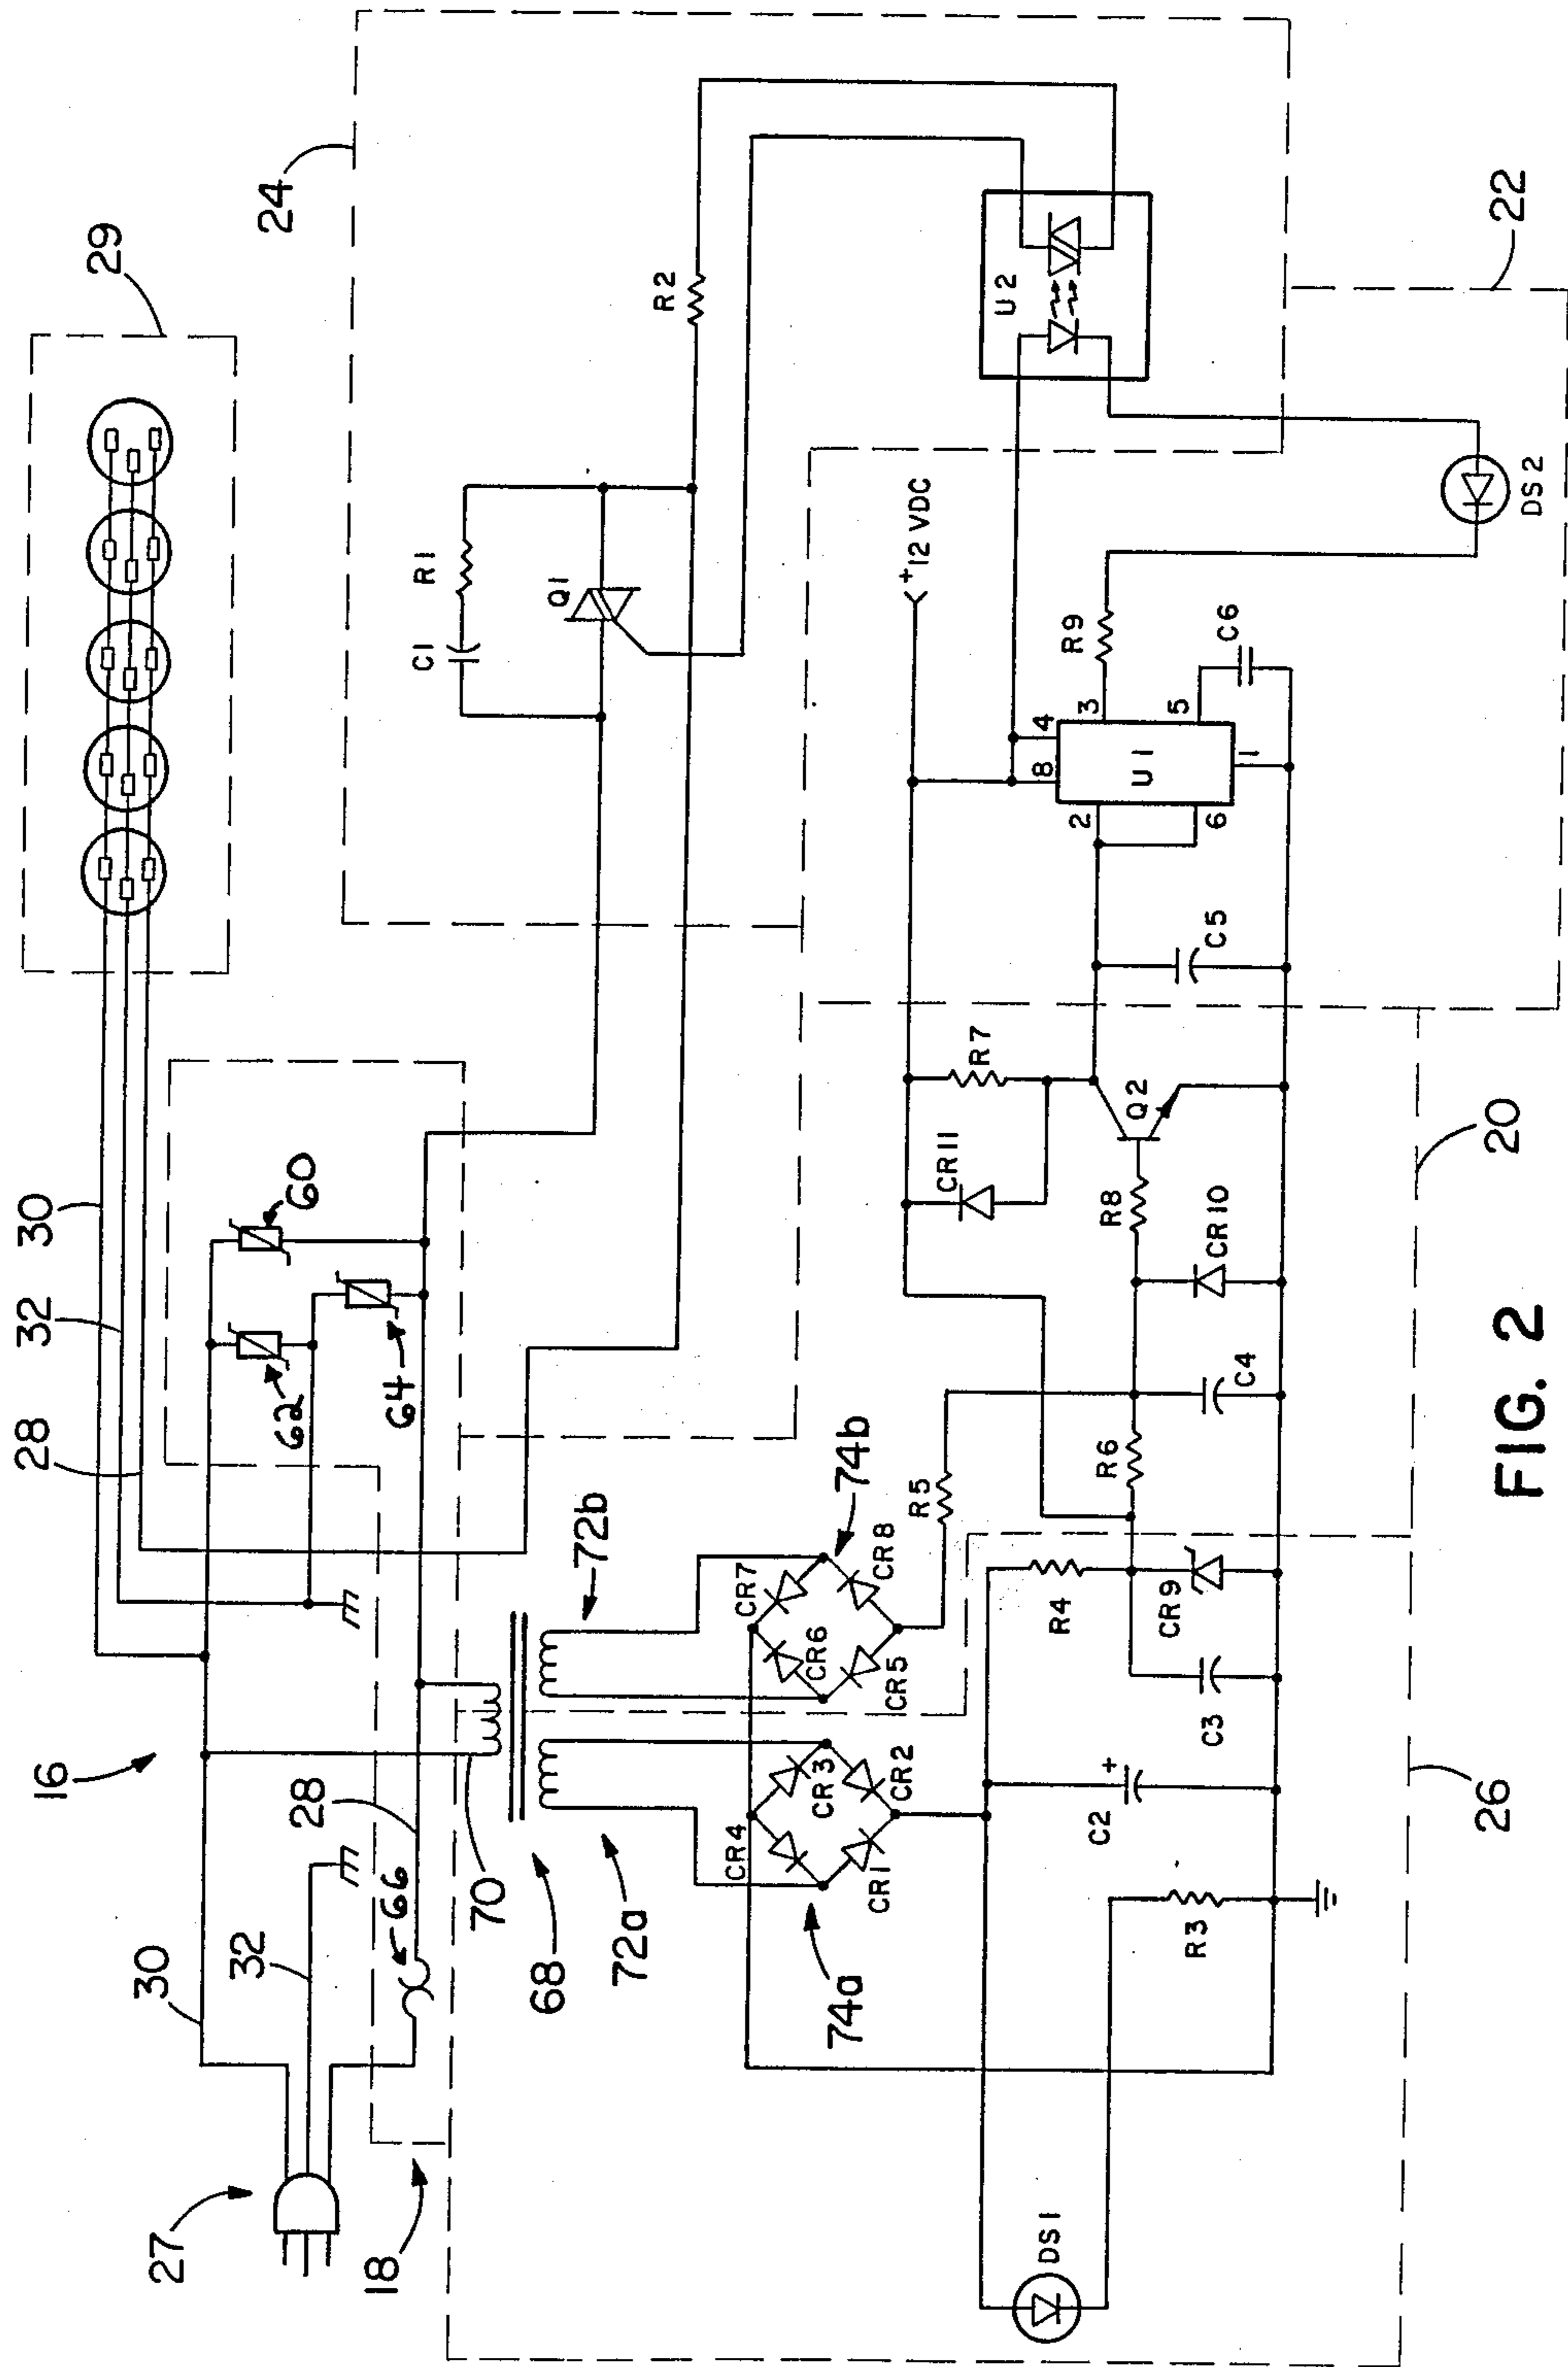 29
30
32
28
16
30
32
27
18
66
28
70
62
64
60
24
C1
R1
Q1
R2
68
72a
72b
74a
74b
CR4
CR3
CR1
CR2
CR7
CR6
CR5
CR8
R5
DS1
R3
C2
+
C3
R4
CR9
R6
C4
CR10
R8
CR11
R7
Q2
C5
+12 VDC
2
6
8
4
U1
3
5
1
R9
C6
U2
DS2
26
20
22
FIG. 2